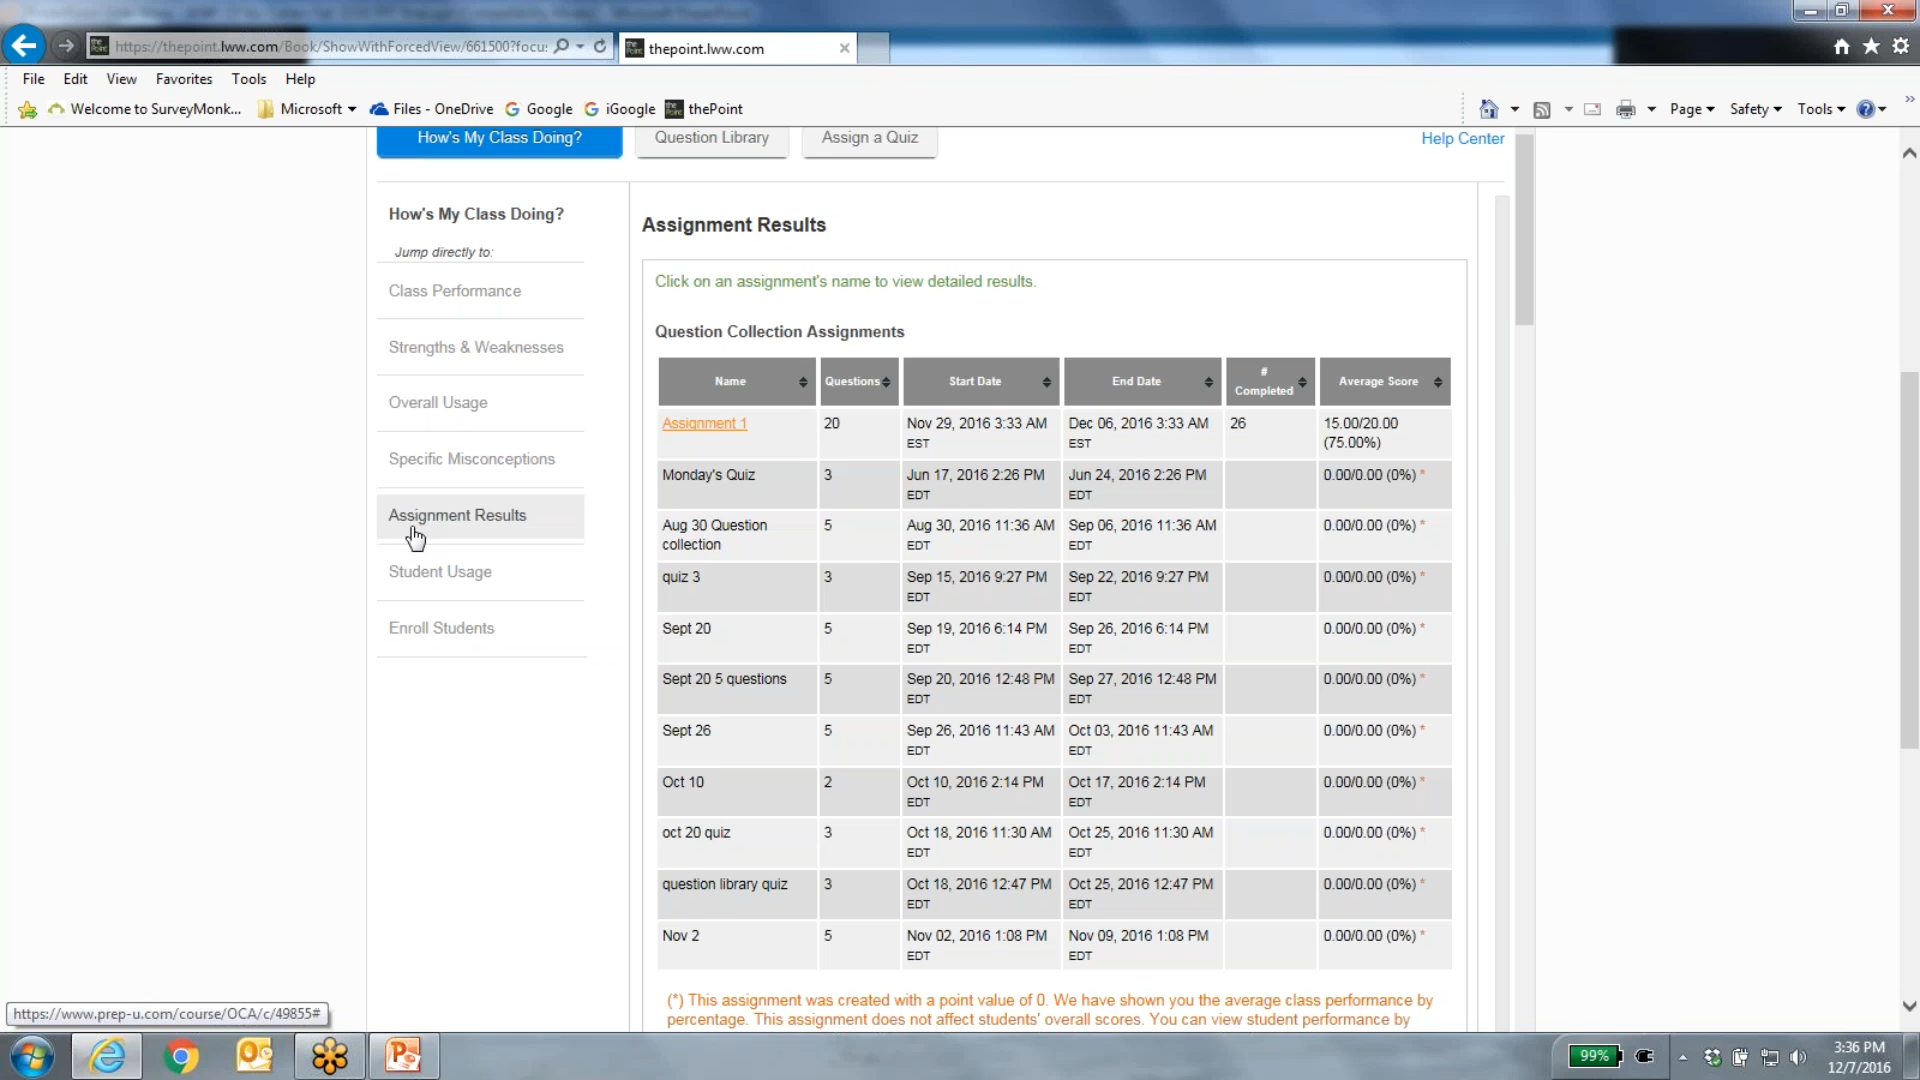 https://thepoint.lww.com/Book/ShowWithForcedView/661500?focu:
thepoint.lww.com
File Edit View Favorites Tools Help
Welcome to SurveyMonk... Microsoft Files - OneDrive Google iGoogle thePoint
Page Safety Tools
How's My Class Doing? Question Library Assign a Quiz
Help Center
How's My Class Doing?
Jump directly to:
Class Performance
Strengths & Weaknesses
Overall Usage
Specific Misconceptions
Assignment Results
Student Usage
Enroll Students
Assignment Results
Click on an assignment's name to view detailed results.
Question Collection Assignments
Name Questions Start Date End Date # Completed Average Score
Assignment 1 20 Nov 29, 2016 3:33 AM EST Dec 06, 2016 3:33 AM EST 26 15.00/20.00 (75.00%)
Monday's Quiz 3 Jun 17, 2016 2:26 PM EDT Jun 24, 2016 2:26 PM EDT 0.00/0.00 (0%) *
Aug 30 Question collection 5 Aug 30, 2016 11:36 AM EDT Sep 06, 2016 11:36 AM EDT 0.00/0.00 (0%) *
quiz 3 3 Sep 15, 2016 9:27 PM EDT Sep 22, 2016 9:27 PM EDT 0.00/0.00 (0%) *
Sept 20 5 Sep 19, 2016 6:14 PM EDT Sep 26, 2016 6:14 PM EDT 0.00/0.00 (0%) *
Sept 20 5 questions 5 Sep 20, 2016 12:48 PM EDT Sep 27, 2016 12:48 PM EDT 0.00/0.00 (0%) *
Sept 26 5 Sep 26, 2016 11:43 AM EDT Oct 03, 2016 11:43 AM EDT 0.00/0.00 (0%) *
Oct 10 2 Oct 10, 2016 2:14 PM EDT Oct 17, 2016 2:14 PM EDT 0.00/0.00 (0%) *
oct 20 quiz 3 Oct 18, 2016 11:30 AM EDT Oct 25, 2016 11:30 AM EDT 0.00/0.00 (0%) *
question library quiz 3 Oct 18, 2016 12:47 PM EDT Oct 25, 2016 12:47 PM EDT 0.00/0.00 (0%) *
Nov 2 5 Nov 02, 2016 1:08 PM EDT Nov 09, 2016 1:08 PM EDT 0.00/0.00 (0%) *
(*) This assignment was created with a point value of 0. We have shown you the average class performance by
percentage. This assignment does not affect students' overall scores. You can view student performance by
https://www.prep-u.com/course/OCA/c/49855#
99%
3:36 PM
12/7/2016